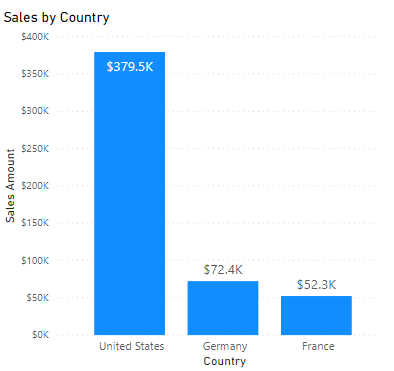 Sales by Country
$400K
$350K
$300K
$250K
$200K
$150K
$100K
$50K
$0K
Sales Amount
$379.5K
$72.4K
$52.3K
United States
Germany
France
Country